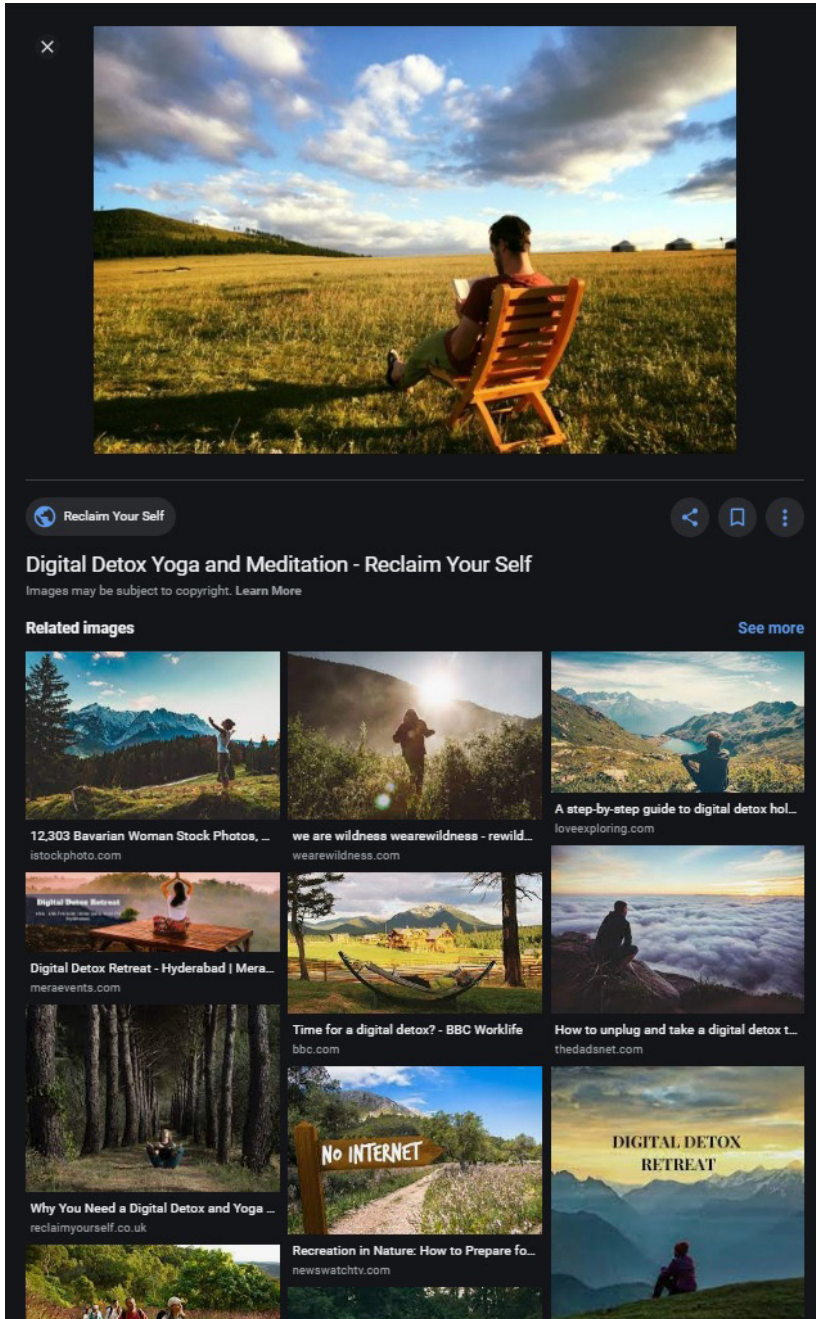 Reclaim Your Self
Digital Detox Yoga and Meditation - Reclaim Your Self
Images may be subject to copyright. Learn More
Related images
See more
12,303 Bavarian Woman Stock Photos, ...
istockphoto.com
we are wildness wearewildness - rewild...
wearewildness.com
A step-by-step guide to digital detox hol...
loveexploring.com
Digital Detox Retreat
Digital Detox Retreat - Hyderabad | Mera...
meraevents.com
Time for a digital detox? - BBC Worklife
bbc.com
How to unplug and take a digital detox t...
thedadsnet.com
Why You Need a Digital Detox and Yoga ...
reclaimyourself.co.uk
NO INTERNET
Recreation in Nature: How to Prepare fo...
newswatchtv.com
DIGITAL DETOX
RETREAT